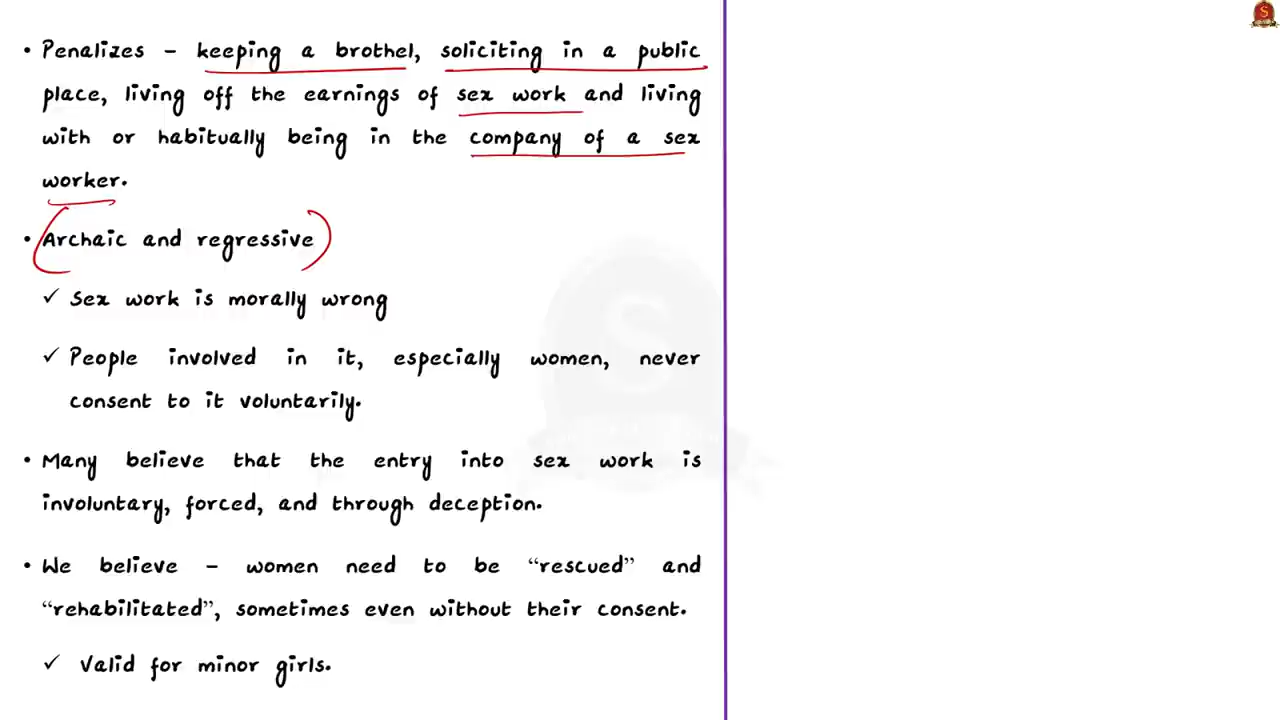 • Penalizes – keeping a brothel, soliciting in a public
place, living off the earnings of sex work and living
with or habitually being in the company of a sex
worker.
• Archaic and regressive
✓ Sex work is morally wrong
✓ People involved in it, especially women, never
consent to it voluntarily.
• Many believe that the entry into sex work is
involuntary, forced, and through deception.
• We believe – women need to be “rescued” and
“rehabilitated”, sometimes even without their consent.
✓ Valid for minor girls.
S